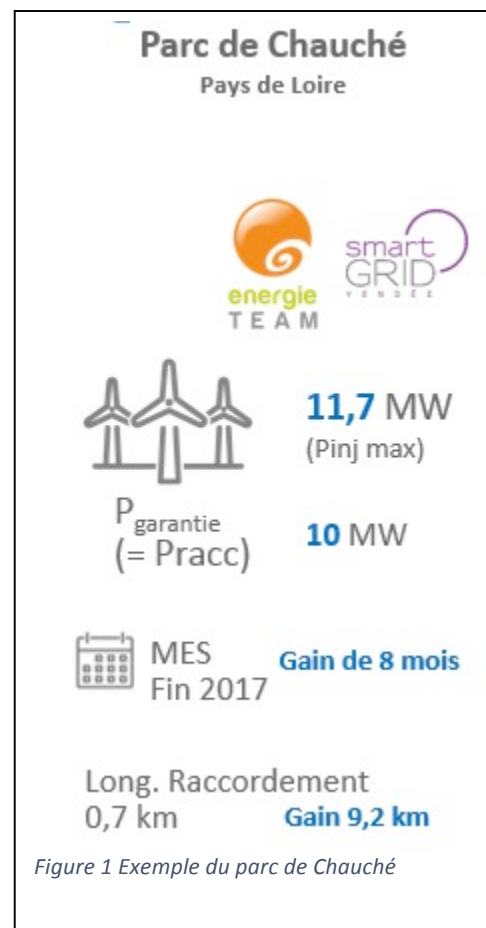 Parc de Chauché
Pays de Loire
energie
TEAM
smart
GRID
VENDÉE
11,7 MW
(Pinj max)
Pgarantie
(= Pracc)
10 MW
MES
Fin 2017
Gain de 8 mois
Long. Raccordement
0,7 km
Gain 9,2 km
Figure 1 Exemple du parc de Chauché